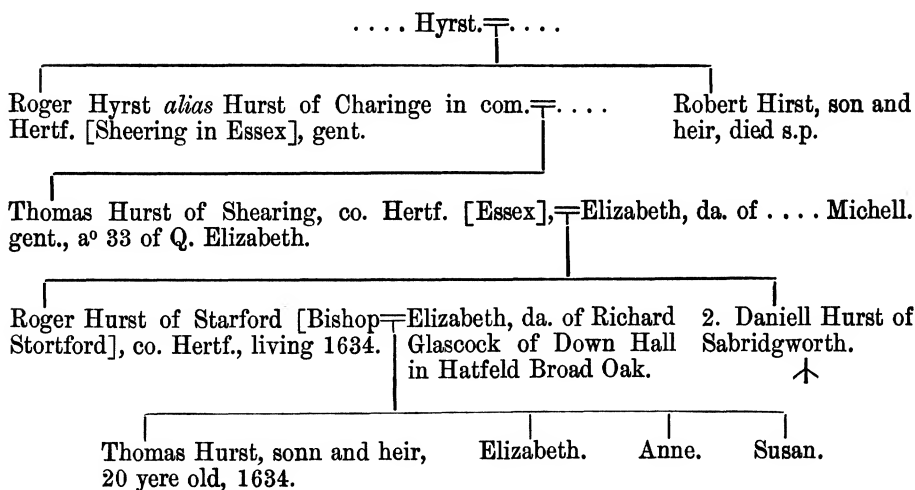 .... Hyrst.=....
Roger Hyrst alias Hurst of Charinge in com.=....
Hertf. [Sheering in Essex], gent.
Robert Hirst, son and
heir, died s.p.
Thomas Hurst of Shearing, co. Hertf. [Essex],=Elizabeth, da. of .... Michell.
gent., aº 33 of Q. Elizabeth.
Roger Hurst of Starford [Bishop=
Stortford], co. Hertf., living 1634.
Elizabeth, da. of Richard
Glascock of Down Hall
in Hatfeld Broad Oak.
2. Daniell Hurst of
Sabridgworth.
Thomas Hurst, sonn and heir,
20 yere old, 1634.
Elizabeth.
Anne.
Susan.